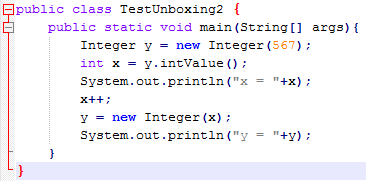 public class TestUnboxing2 {
    public static void main(String[] args){
        Integer y = new Integer(567);
        int x = y.intValue();
        System.out.println("x = "+x);
        x++;
        y = new Integer(x);
        System.out.println("y = "+y);
    }
}